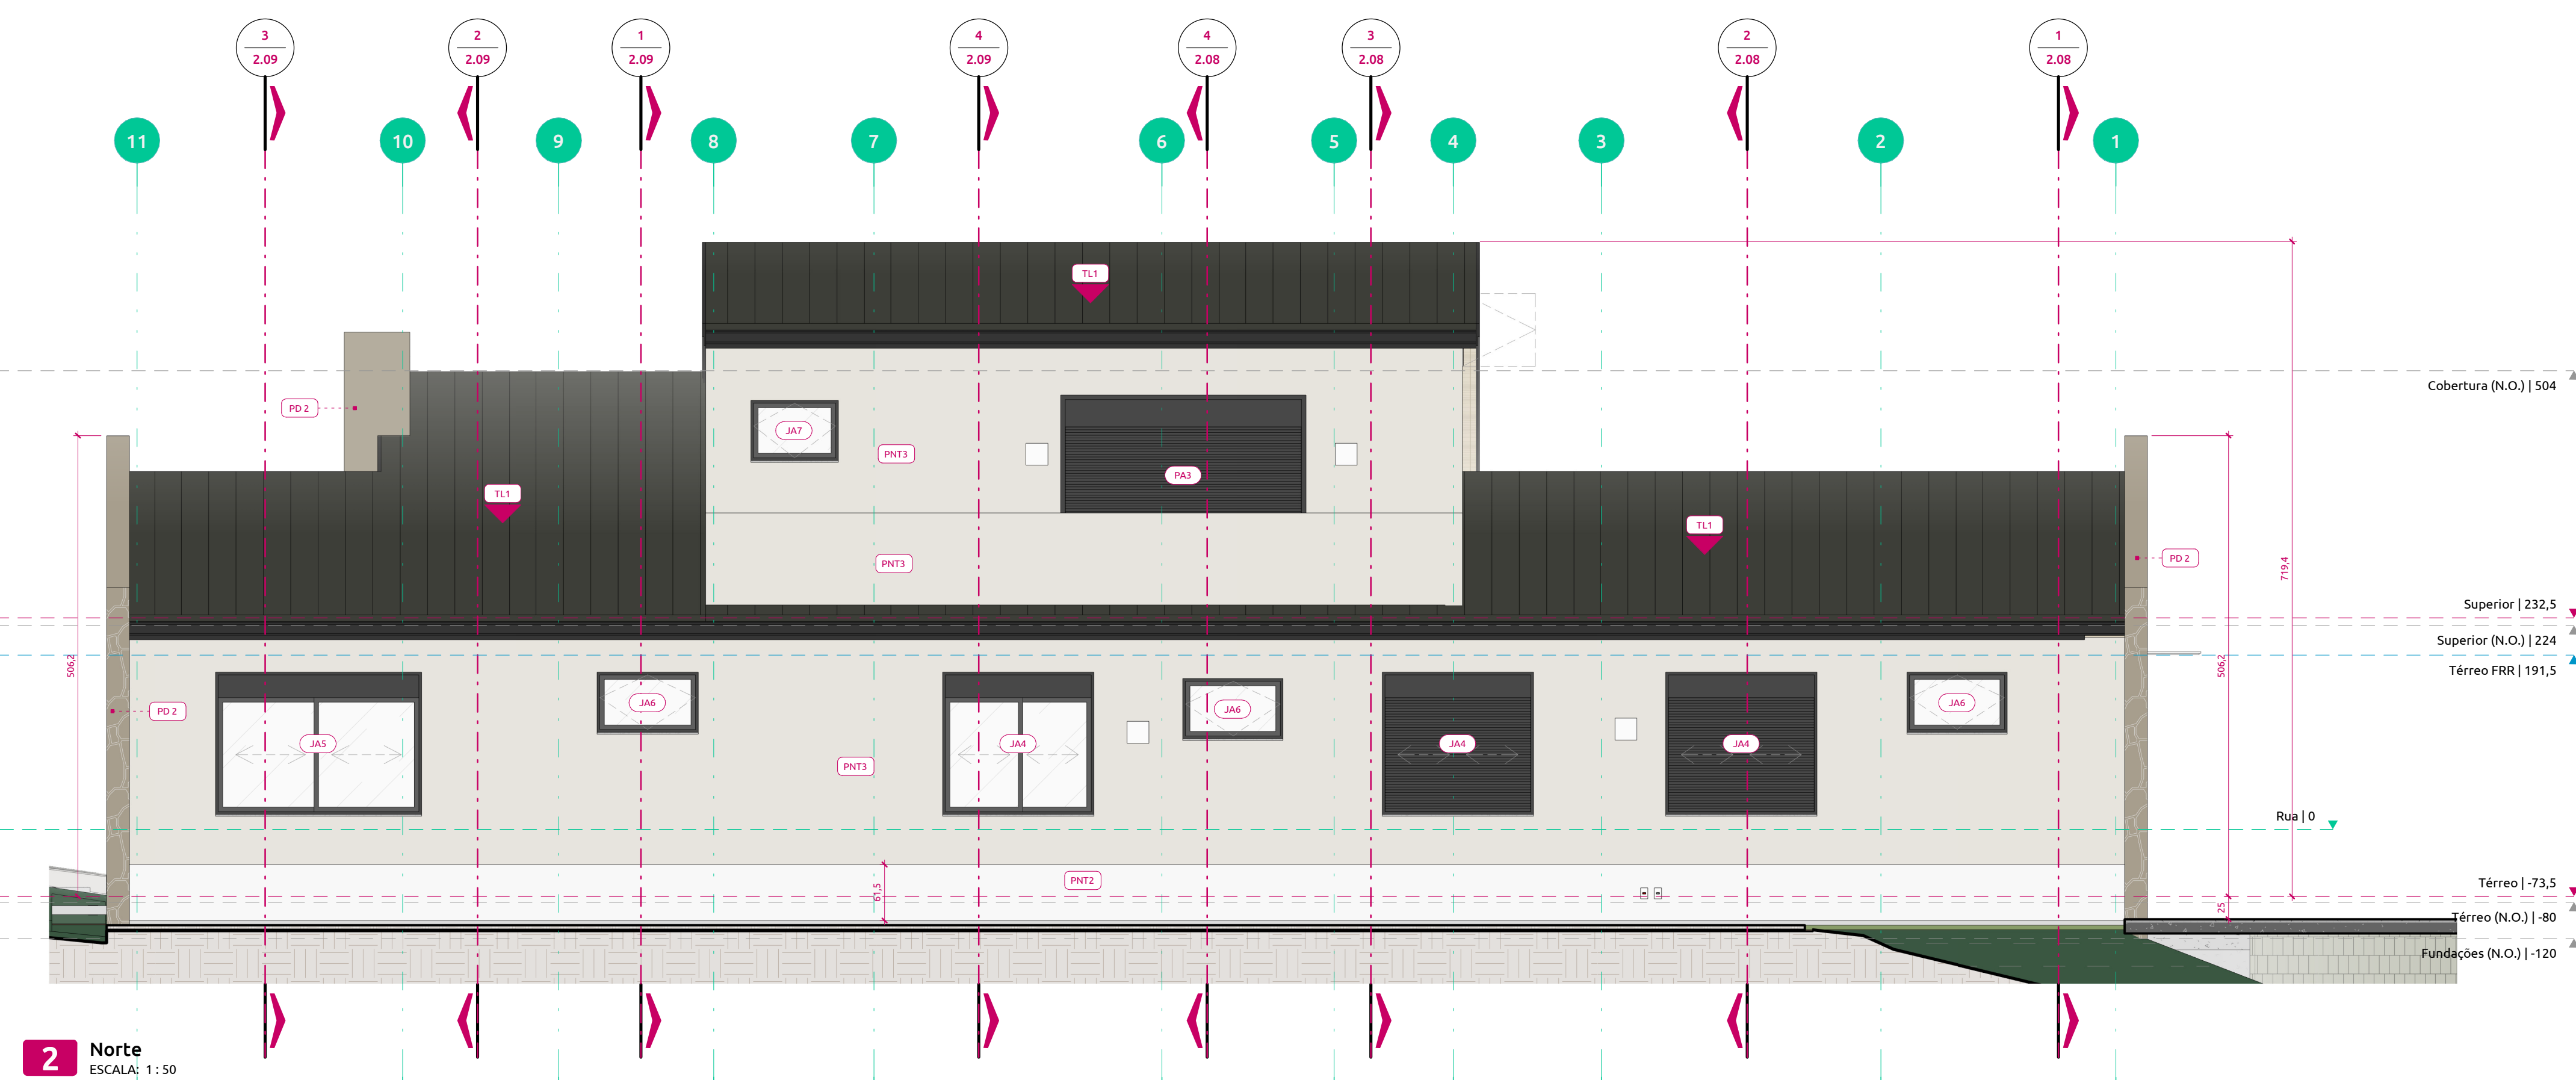 3
2.09
2
2.09
1
2.09
4
2.09
4
2.08
3
2.08
2
2.08
1
2.08
11
10
9
8
7
6
5
4
3
2
1
TL1
Cobertura (N.O.) | 504
PD 2
JA7
PNT3
PA3
TL1
TL1
PNT3
PD 2
719,4
Superior | 232,5
Superior (N.O.) | 224
506,2
506,2
Térreo FRR | 191,5
PD 2
JA6
JA6
JA6
JA5
JA4
JA4
JA4
PNT3
Rua | 0
61,5
PNT2
Térreo | -73,5
25
Térreo (N.O.) | -80
Fundações (N.O.) | -120
2
Norte
ESCALA: 1 : 50